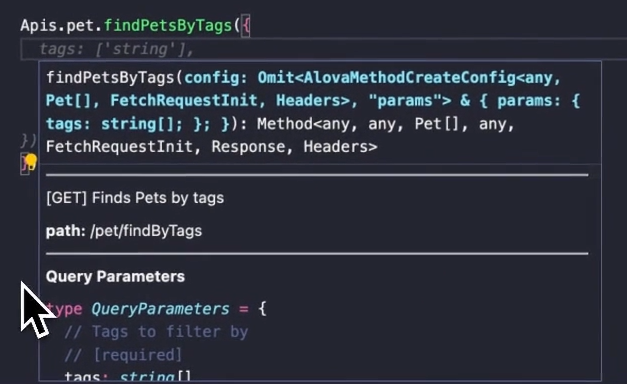 Apis.pet.findPetsByTags({
tags: ['string'],
findPetsByTags(config: Omit<AlovaMethodCreateConfig<any,
Pet[], FetchRequestInit, Headers>, "params"> & { params: {
tags: string[]; }; }): Method<any, any, Pet[], any,
})
FetchRequestInit, Response, Headers>
}
[GET] Finds Pets by tags
path: /pet/findByTags
Query Parameters
type QueryParameters = {
// Tags to filter by
// [required]
tags: string[]